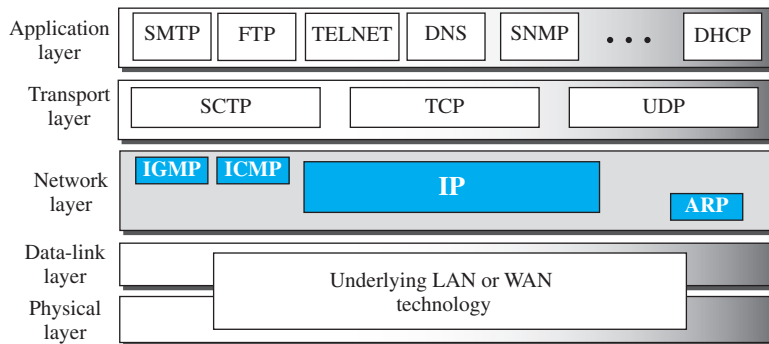 Application
layer
SMTP FTP TELNET DNS SNMP • • • DHCP
Transport
layer
SCTP TCP UDP
Network
layer
IGMP ICMP IP ARP
Data-link
layer
Underlying LAN or WAN
technology
Physical
layer